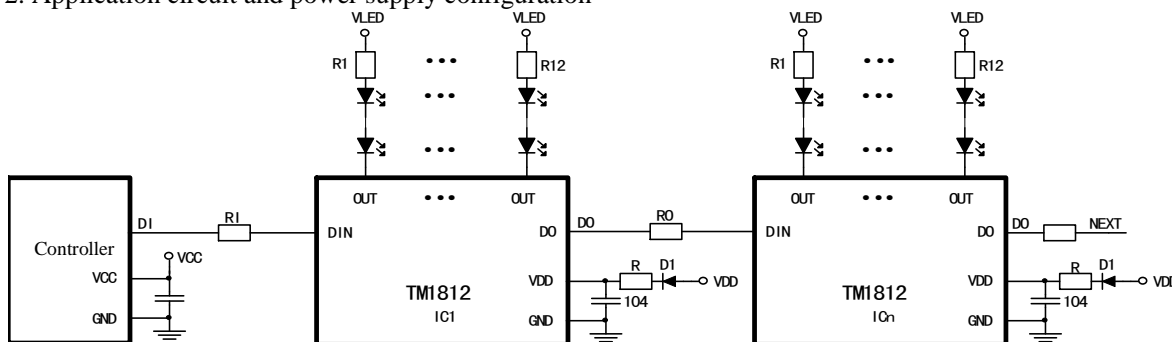 2. Application circuit and power supply configuration
VLED VLED VLED VLED
R1 ••• R12 R1 ••• R12
••• •••
••• •••
OUT ••• OUT OUT ••• OUT
DI RI DIN DO DO RO DIN DO DO NEXT
Controller
VCC
VCC VDD R D1 VDD VDD R D1 VDD
TM1812 104 TM1812 104
GND IC1 GND ICn GND